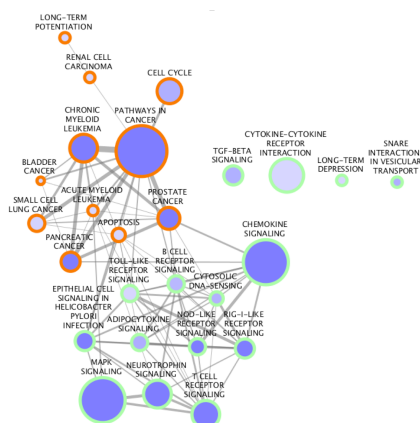 LONG-TERM
POTENTIATION
RENAL CELL
CARCINOMA
CELL CYCLE
CHRONIC
MYELOID
LEUKEMIA
PATHWAYS IN
CANCER
CYTOKINE-CYTOKINE
RECEPTOR
INTERACTION
TGF-BETA
SIGNALING
LONG-TERM
DEPRESSION
SNARE
INTERACTION
IN VESICULAR
TRANSPORT
BLADDER
CANCER
ACUTE MYELOID
LEUKEMIA
PROSTATE
CANCER
SMALL CELL
LUNG CANCER
APOPTOSIS
CHEMOKINE
SIGNALING
PANCREATIC
CANCER
TOLL-LIKE
RECEPTOR
SIGNALING
B CELL
RECEPTOR
SIGNALING
CYTOSOLIC
DNA-SENSING
EPITHELIAL CELL
SIGNALING IN
HELICOBACTER
PYLORI
INFECTION
ADIPOCYTOKINE
SIGNALING
NOD-LIKE
RECEPTOR
SIGNALING
RIG-I-LIKE
RECEPTOR
SIGNALING
MAPK
SIGNALING
NEUROTROPHIN
SIGNALING
T CELL
RECEPTOR
SIGNALING